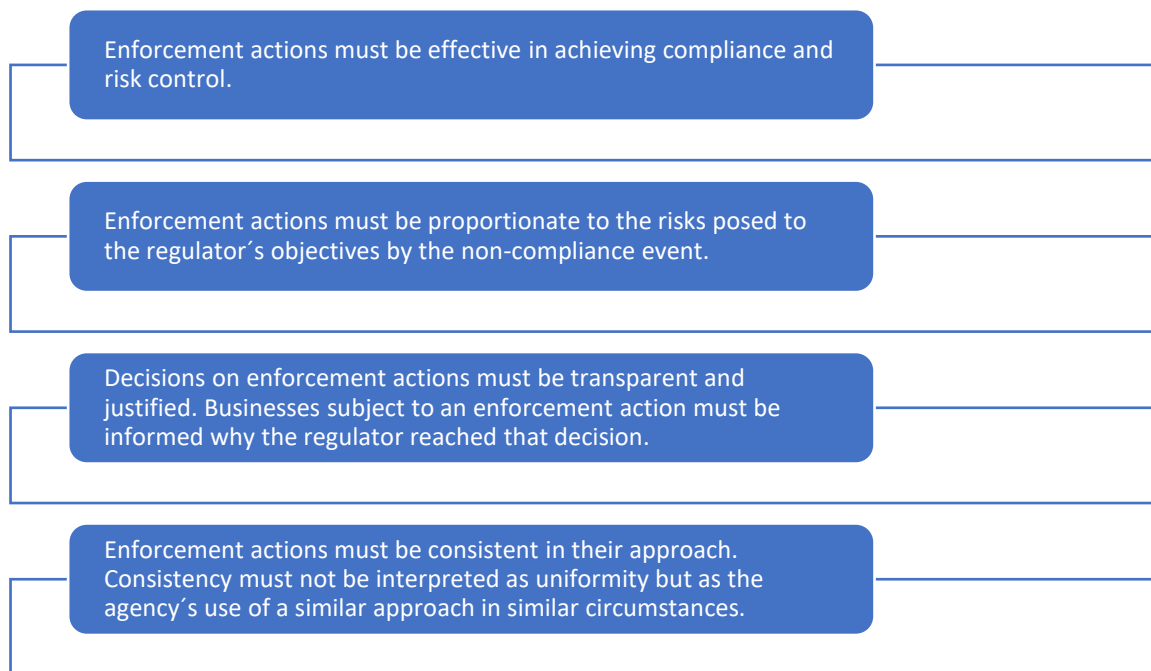 Enforcement actions must be effective in achieving compliance and
risk control.
Enforcement actions must be proportionate to the risks posed to
the regulator´s objectives by the non-compliance event.
Decisions on enforcement actions must be transparent and
justified. Businesses subject to an enforcement action must be
informed why the regulator reached that decision.
Enforcement actions must be consistent in their approach.
Consistency must not be interpreted as uniformity but as the
agency´s use of a similar approach in similar circumstances.